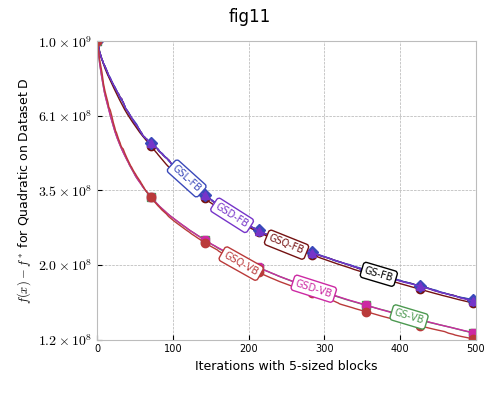 fig11
f(x) − f* for Quadratic on Dataset D
1.0 × 10⁹
6.1 × 10⁸
3.5 × 10⁸
2.0 × 10⁸
1.2 × 10⁸
GSL-FB
GSD-FB
GSQ-FB
GS-FB
GSQ-VB
GSD-VB
GS-VB
0 100 200 300 400 500
Iterations with 5-sized blocks